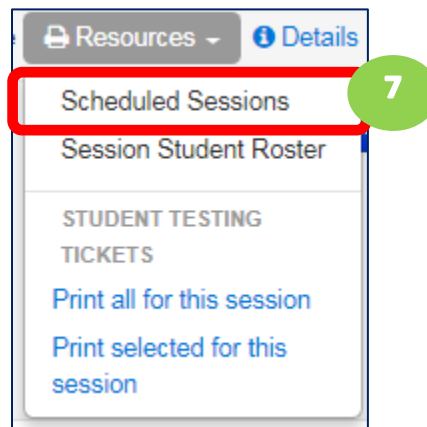 Resources
Details
Scheduled Sessions
7
Session Student Roster
STUDENT TESTING
TICKETS
Print all for this session
Print selected for this
session